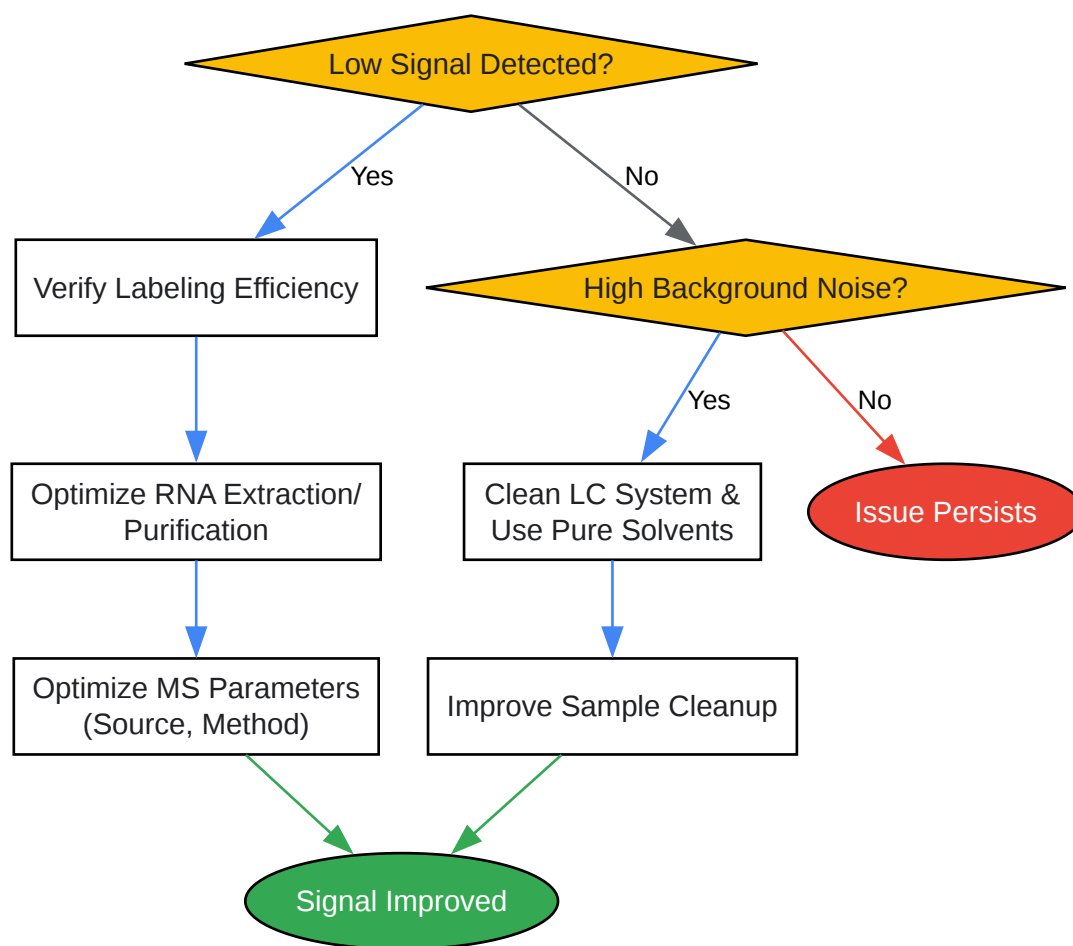 Low Signal Detected?
Yes
No
Verify Labeling Efficiency
High Background Noise?
Yes
No
Optimize RNA Extraction/
Purification
Clean LC System &
Use Pure Solvents
Issue Persists
Optimize MS Parameters
(Source, Method)
Improve Sample Cleanup
Signal Improved